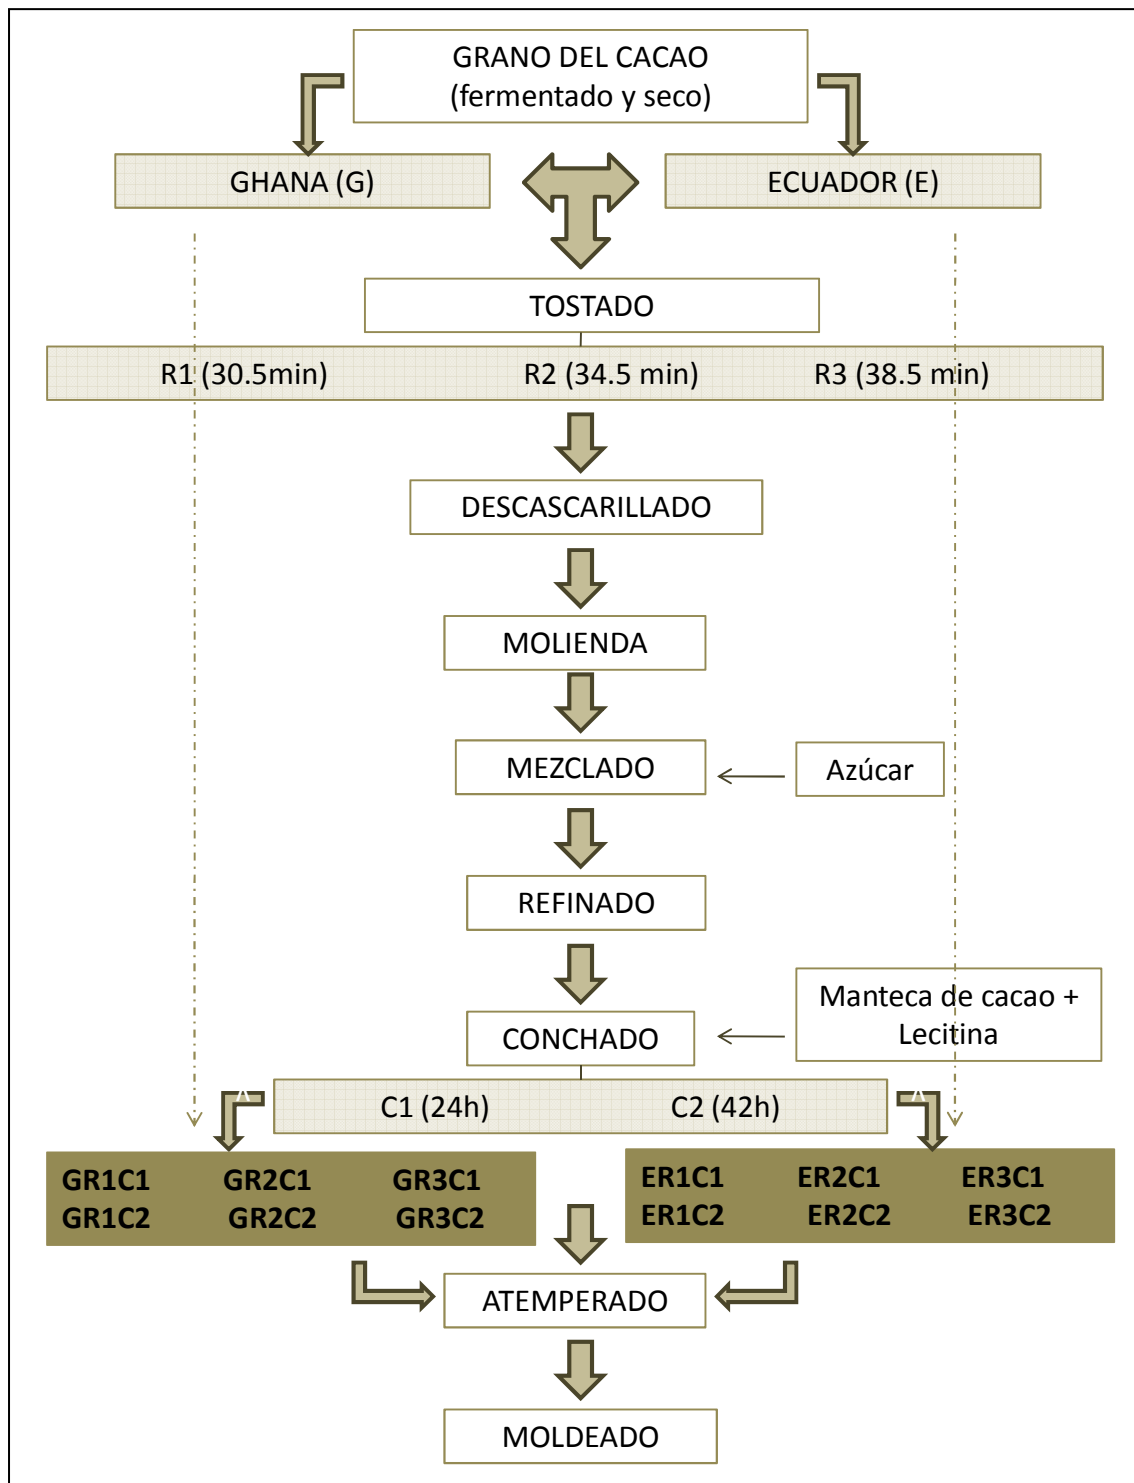 GRANO DEL CACAO
(fermentado y seco)
GHANA (G)
ECUADOR (E)
TOSTADO
R1 (30.5min) R2 (34.5 min) R3 (38.5 min)
DESCASCARILLADO
MOLIENDA
MEZCLADO
Azúcar
REFINADO
Manteca de cacao +
Lecitina
CONCHADO
C1 (24h) C2 (42h)
GR1C1 GR2C1 GR3C1
GR1C2 GR2C2 GR3C2
ER1C1 ER2C1 ER3C1
ER1C2 ER2C2 ER3C2
ATEMPERADO
MOLDEADO